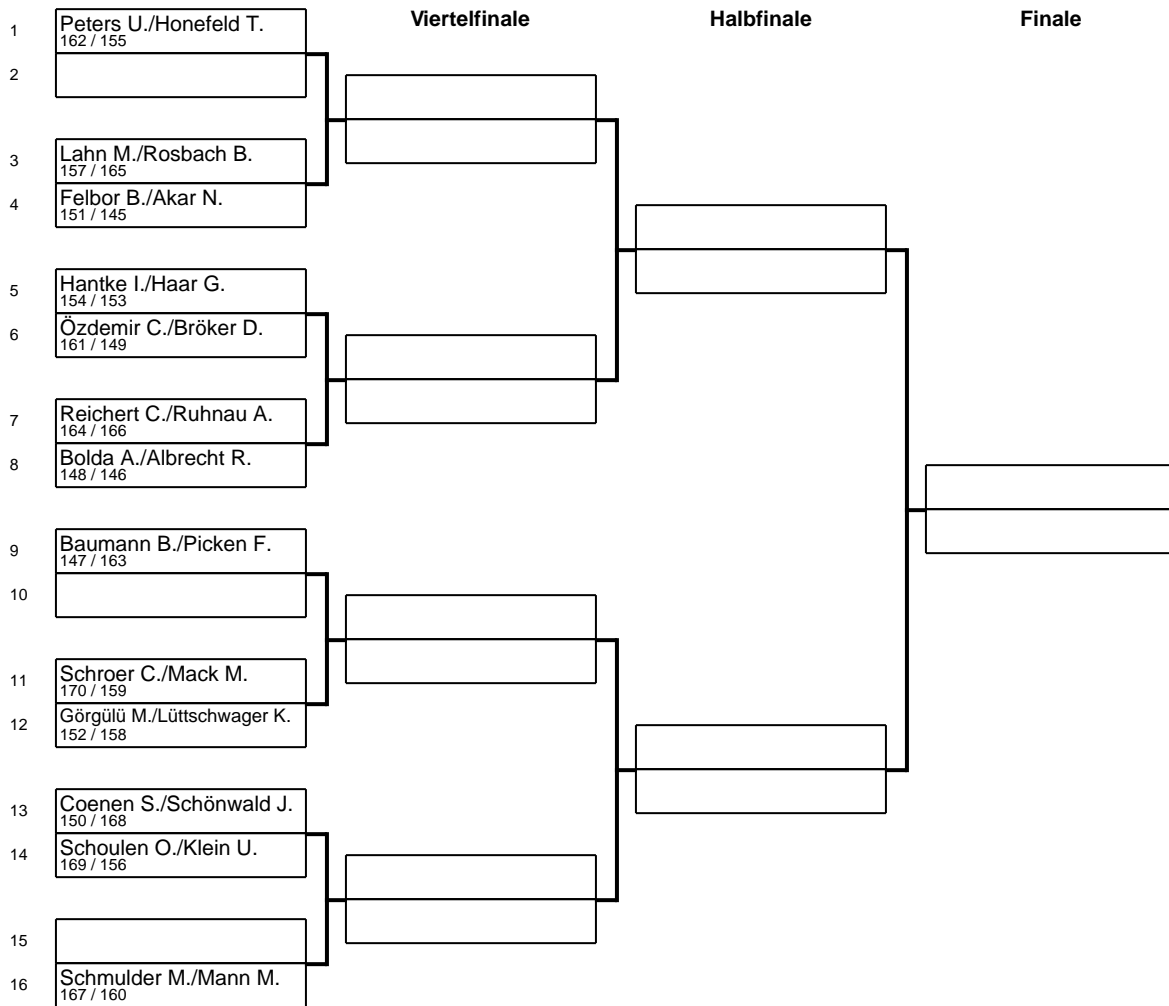 Viertelfinale Halbfinale Finale
1 Peters U./Honefeld T.
162 / 155
2
3 Lahn M./Rosbach B.
157 / 165
4 Felbor B./Akar N.
151 / 145
5 Hantke I./Haar G.
154 / 153
6 Özdemir C./Bröker D.
161 / 149
7 Reichert C./Ruhnau A.
164 / 166
8 Bolda A./Albrecht R.
148 / 146
9 Baumann B./Picken F.
147 / 163
10
11 Schroer C./Mack M.
170 / 159
12 Görgülü M./Lüttschwager K.
152 / 158
13 Coenen S./Schönwald J.
150 / 168
14 Schoulen O./Klein U.
169 / 156
15
16 Schmulder M./Mann M.
167 / 160